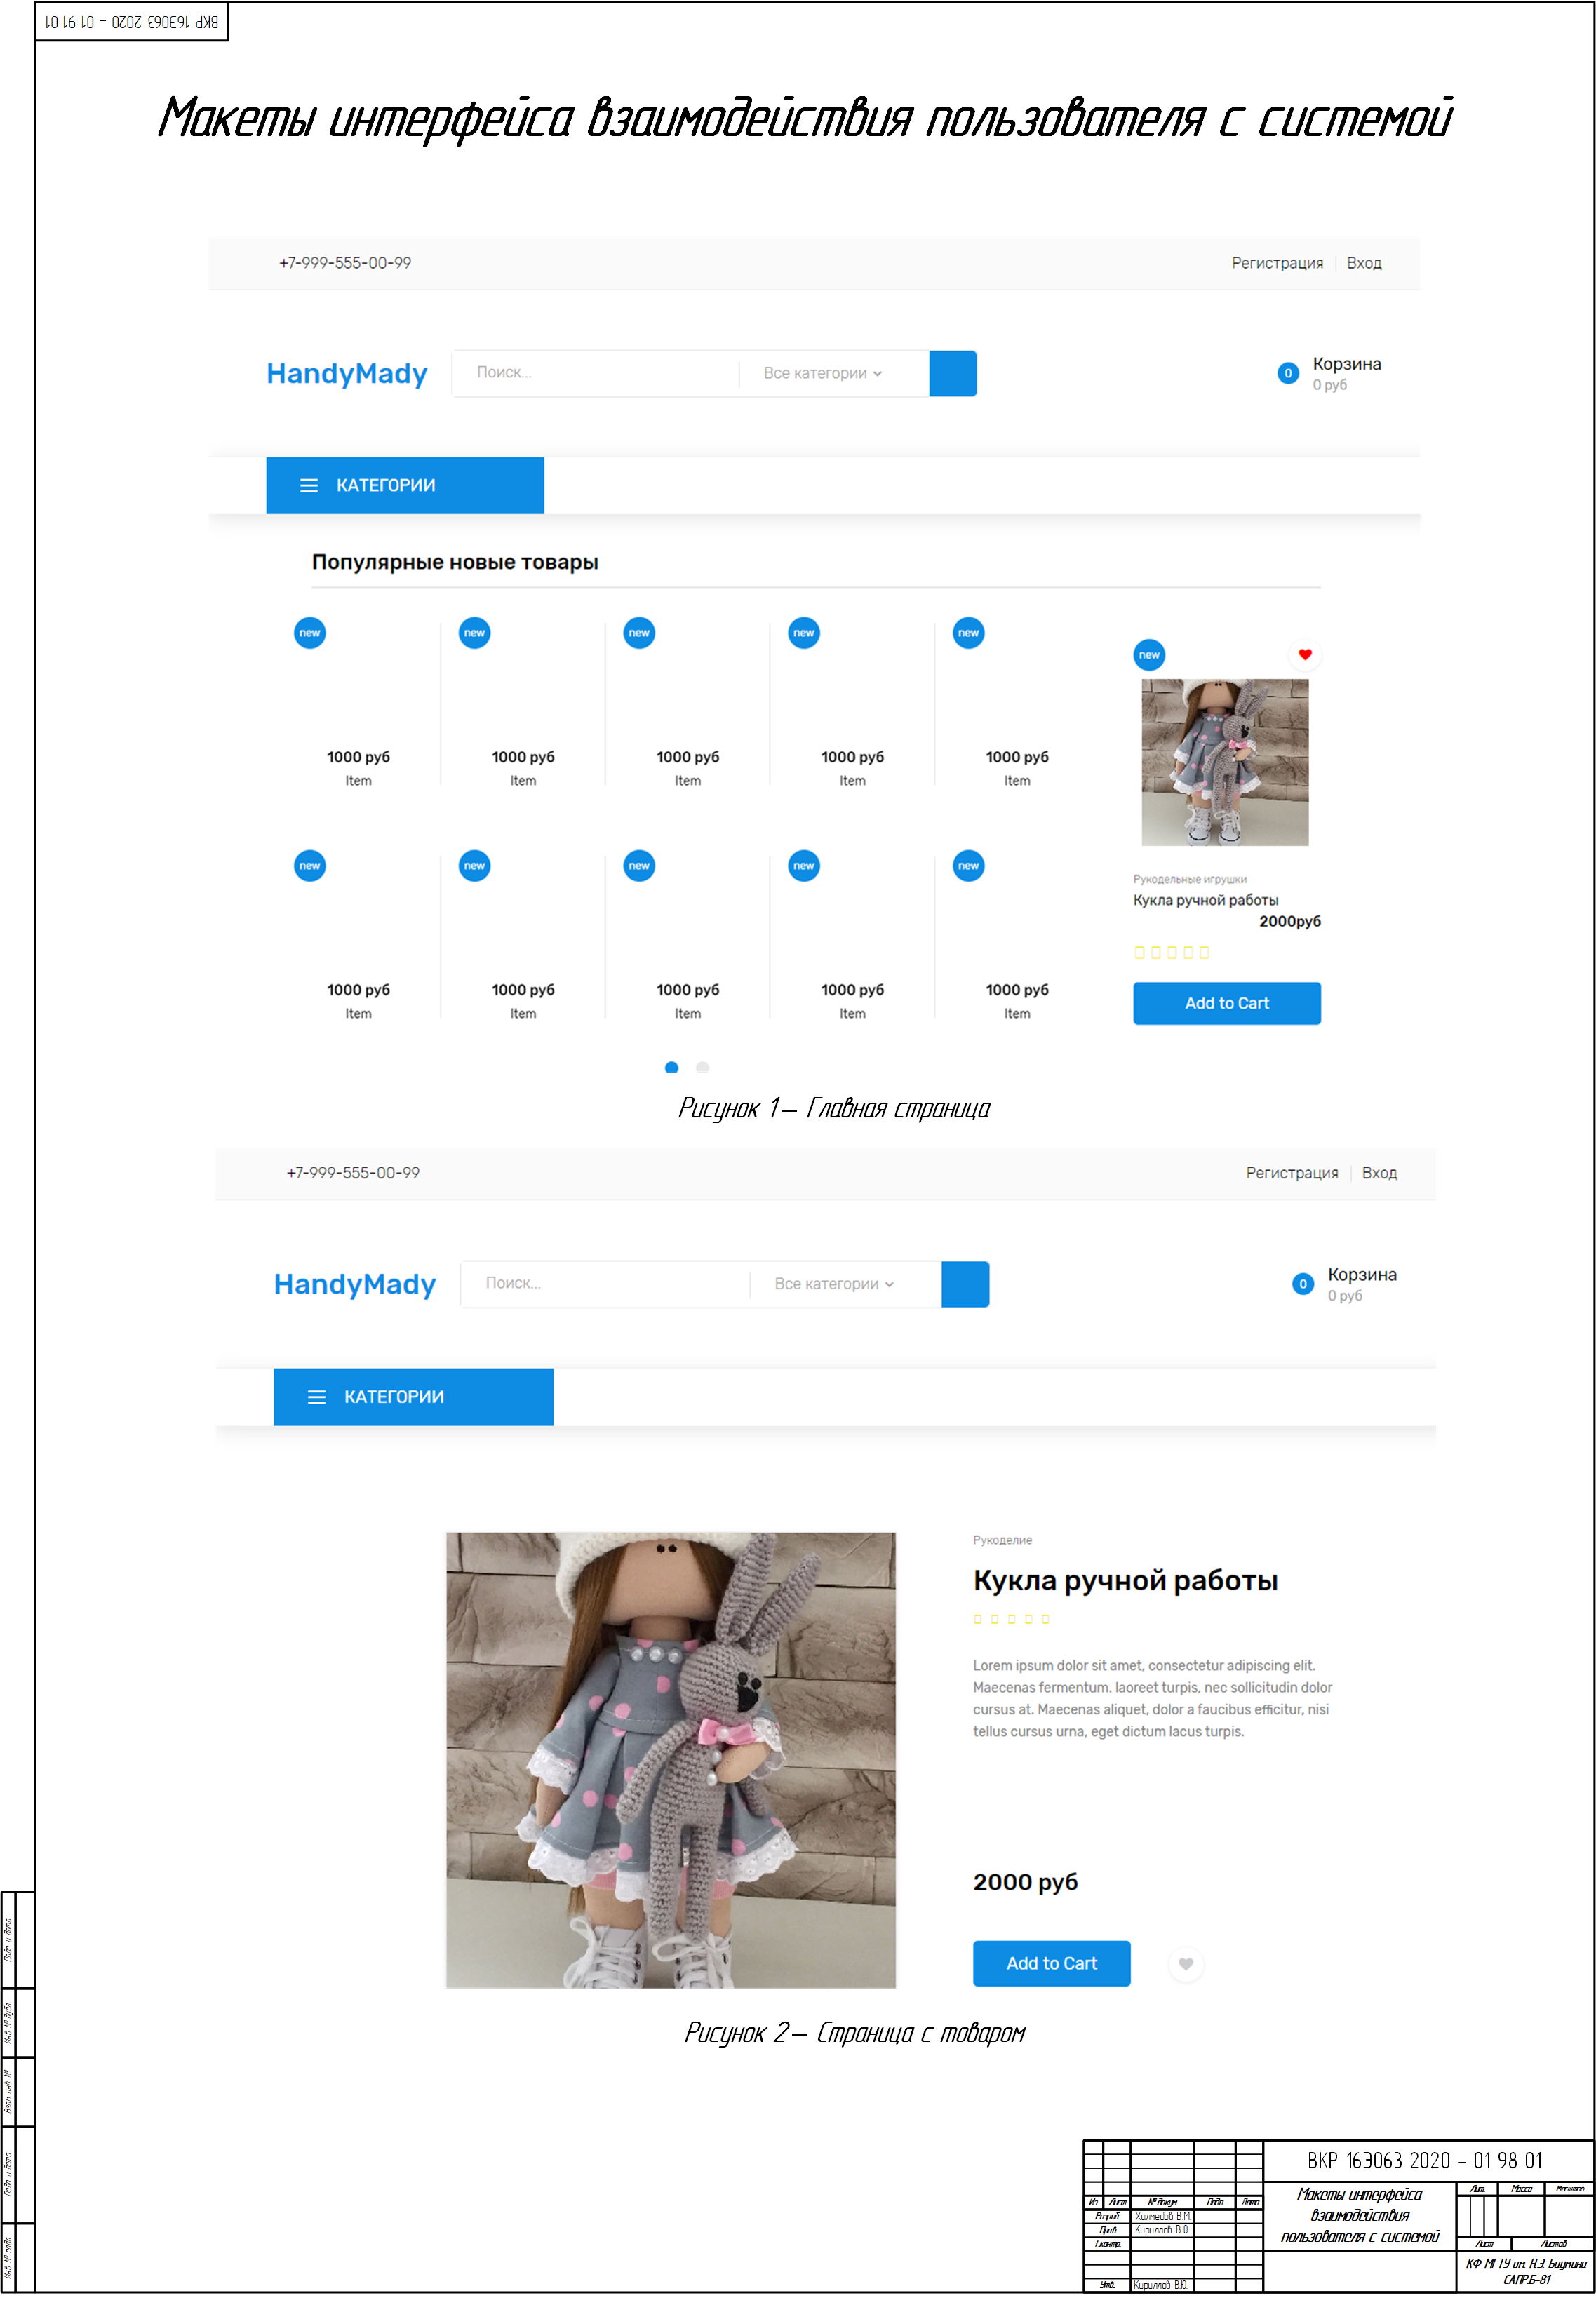 ВКР 16Э063 2020 - 01 91 01
Макеты интерфейса взаимодействия пользователя с системой
+7-999-555-00-99 Регистрация Вход
HandyMady Поиск... Все категории 0 Корзина
0 руб
КАТЕГОРИИ
Популярные новые товары
new new new new new
new
1000 руб 1000 руб 1000 руб 1000 руб 1000 руб
Item Item Item Item Item
new new new new new
Рукодельные игрушки
Кукла ручной работы
2000руб
1000 руб 1000 руб 1000 руб 1000 руб 1000 руб
Item Item Item Item Item
Add to Cart
Рисунок 1 – Главная страница
+7-999-555-00-99 Регистрация Вход
HandyMady Поиск... Все категории 0 Корзина
0 руб
КАТЕГОРИИ
Рукоделие
Кукла ручной работы
Lorem ipsum dolor sit amet, consectetur adipiscing elit.
Maecenas fermentum. laoreet turpis, nec sollicitudin dolor
cursus at. Maecenas aliquet, dolor a faucibus efficitur, nisi
tellus cursus urna, eget dictum lacus turpis.
2000 руб
Add to Cart
Рисунок 2 – Страница с товаром
Подп. и дата
Инв. № дубл.
Взам. инв. №
Подп. и дата
Инв. № подл.
ВКР 16Э063 2020 - 01 98 01
Макеты интерфейса
взаимодействия
пользователя с системой
Лит. Масса Масштаб
Из. Лист № докум. Подп. Дата
Разраб. Холмедов В.М.
Пров. Кириллов В.Ю.
Т.контр.
Лист Листов
Утв. Кириллов В.Ю.
КФ МГТУ им. Н.Э. Баумана
САПР.Б-81